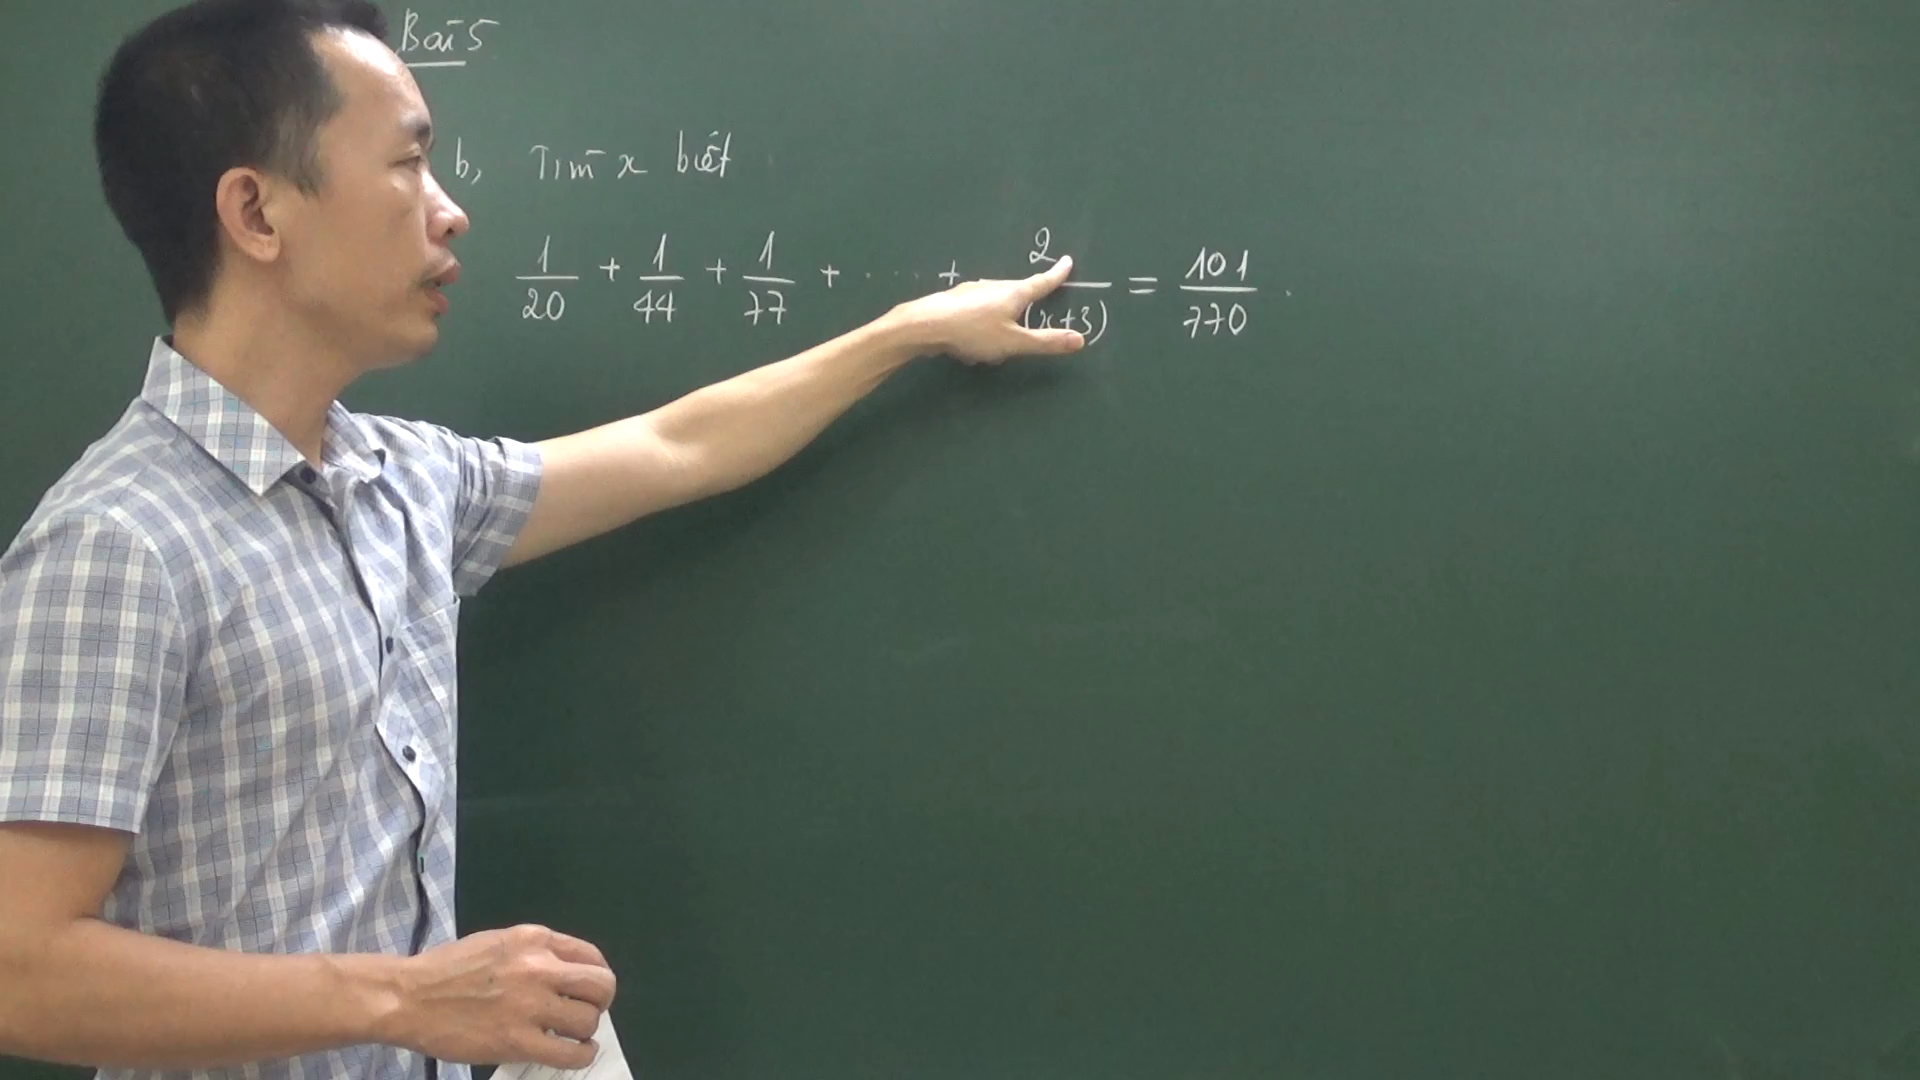 Bài 5
b, Tìm x biết
1/20 + 1/44 + 1/77 + .... + 2/(x+3) = 101/770.